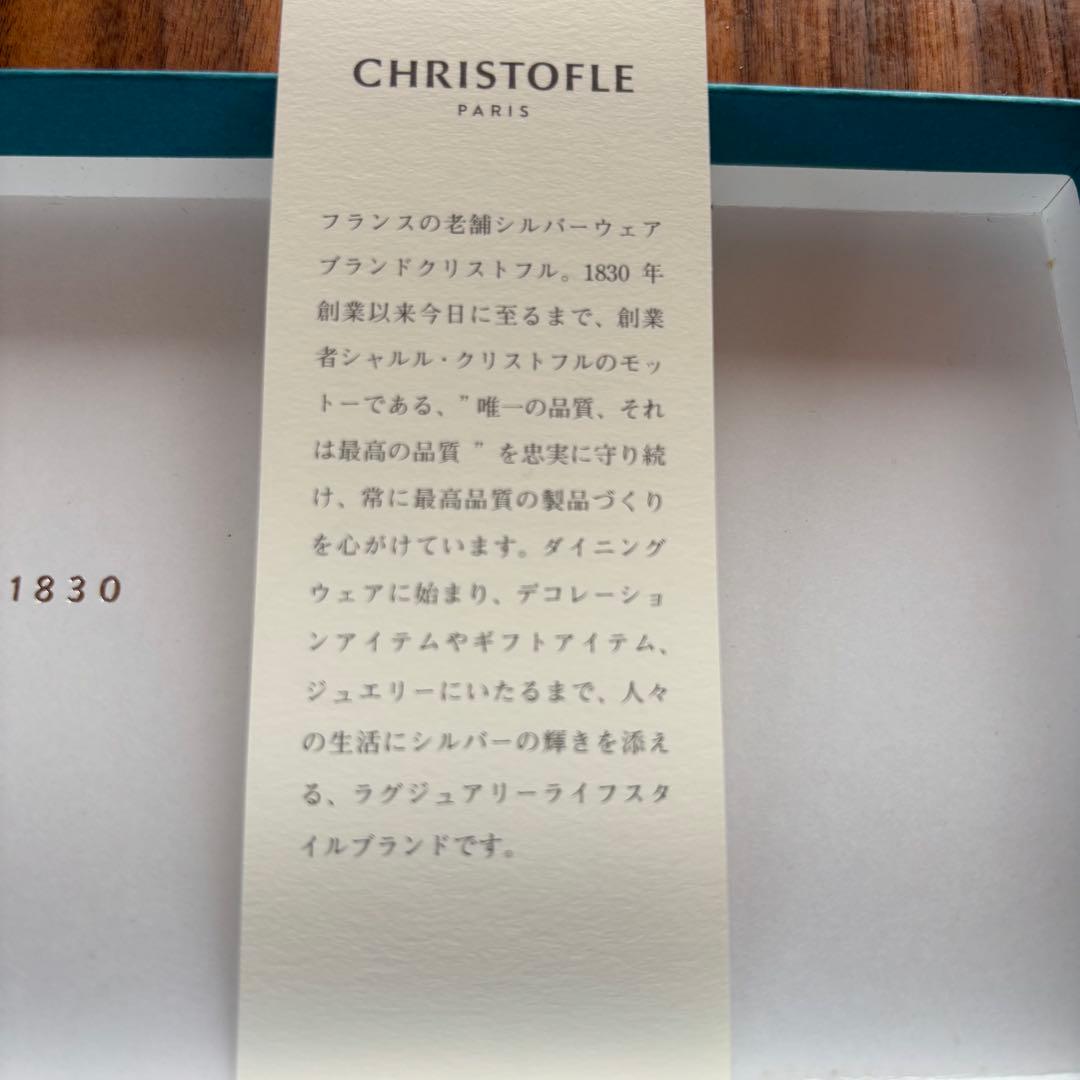 CHRISTOFLE
PARIS
フランスの老舗シルバーウェア
ブランドクリストフル。1830 年
創業以来今日に至るまで、創業
者シャルル・クリストフルのモッ
トーである、”唯一の品質、それ
は最高の品質 ” を忠実に守り続
け、常に最高品質の製品づくり
を心がけています。ダイニング
ウェアに始まり、デコレーショ
ンアイテムやギフトアイテム、
ジュエリーにいたるまで、人々
の生活にシルバーの輝きを添え
る、ラグジュアリーライフスタ
イルブランドです。
1830